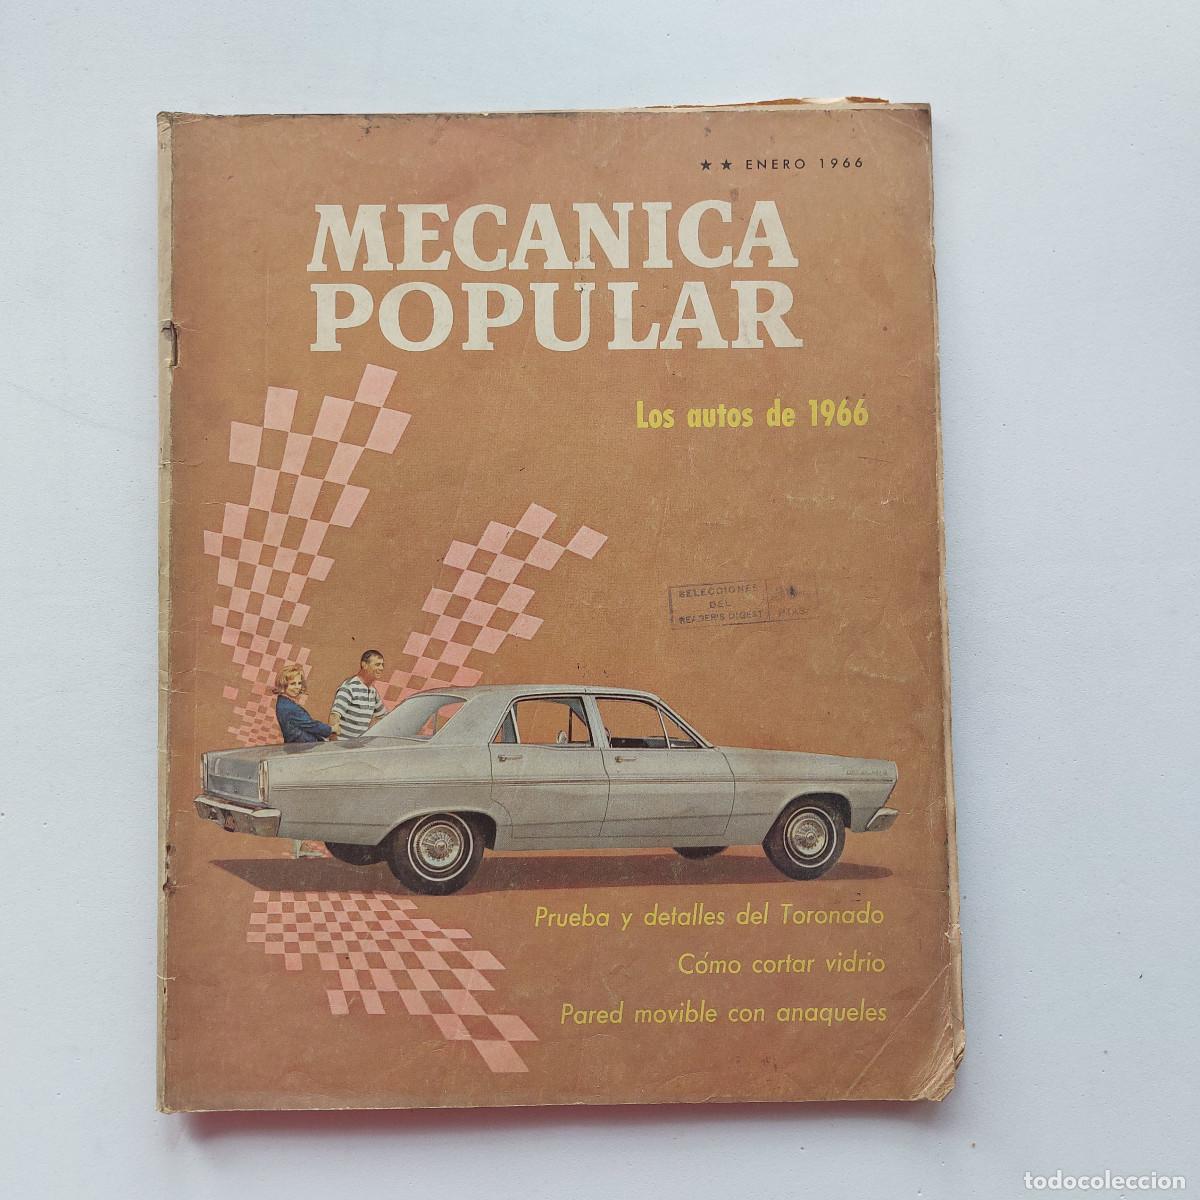 ★★ ENERO 1966
MECANICA
POPULAR
Los autos de 1966
SELECCIONES
DEL
READER'S DIGEST
Prueba y detalles del Toronado
Cómo cortar vidrio
Pared movible con anaqueles
todocoleccion